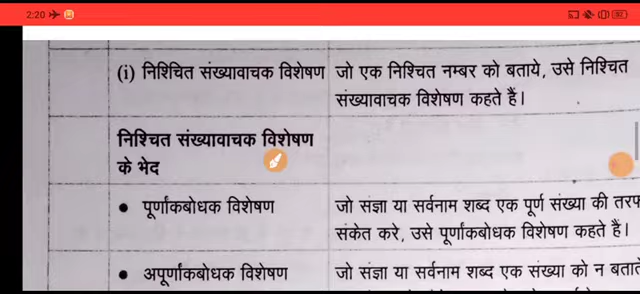 2:20
(i) निश्चित संख्यावाचक विशेषण
जो एक निश्चित नम्बर को बताये, उसे निश्चित
संख्यावाचक विशेषण कहते हैं।
निश्चित संख्यावाचक विशेषण
के भेद
• पूर्णांकबोधक विशेषण
जो संज्ञा या सर्वनाम शब्द एक पूर्ण संख्या की तरफ
संकेत करे, उसे पूर्णांकबोधक विशेषण कहते हैं।
• अपूर्णांकबोधक विशेषण
जो संज्ञा या सर्वनाम शब्द एक संख्या को न बताते